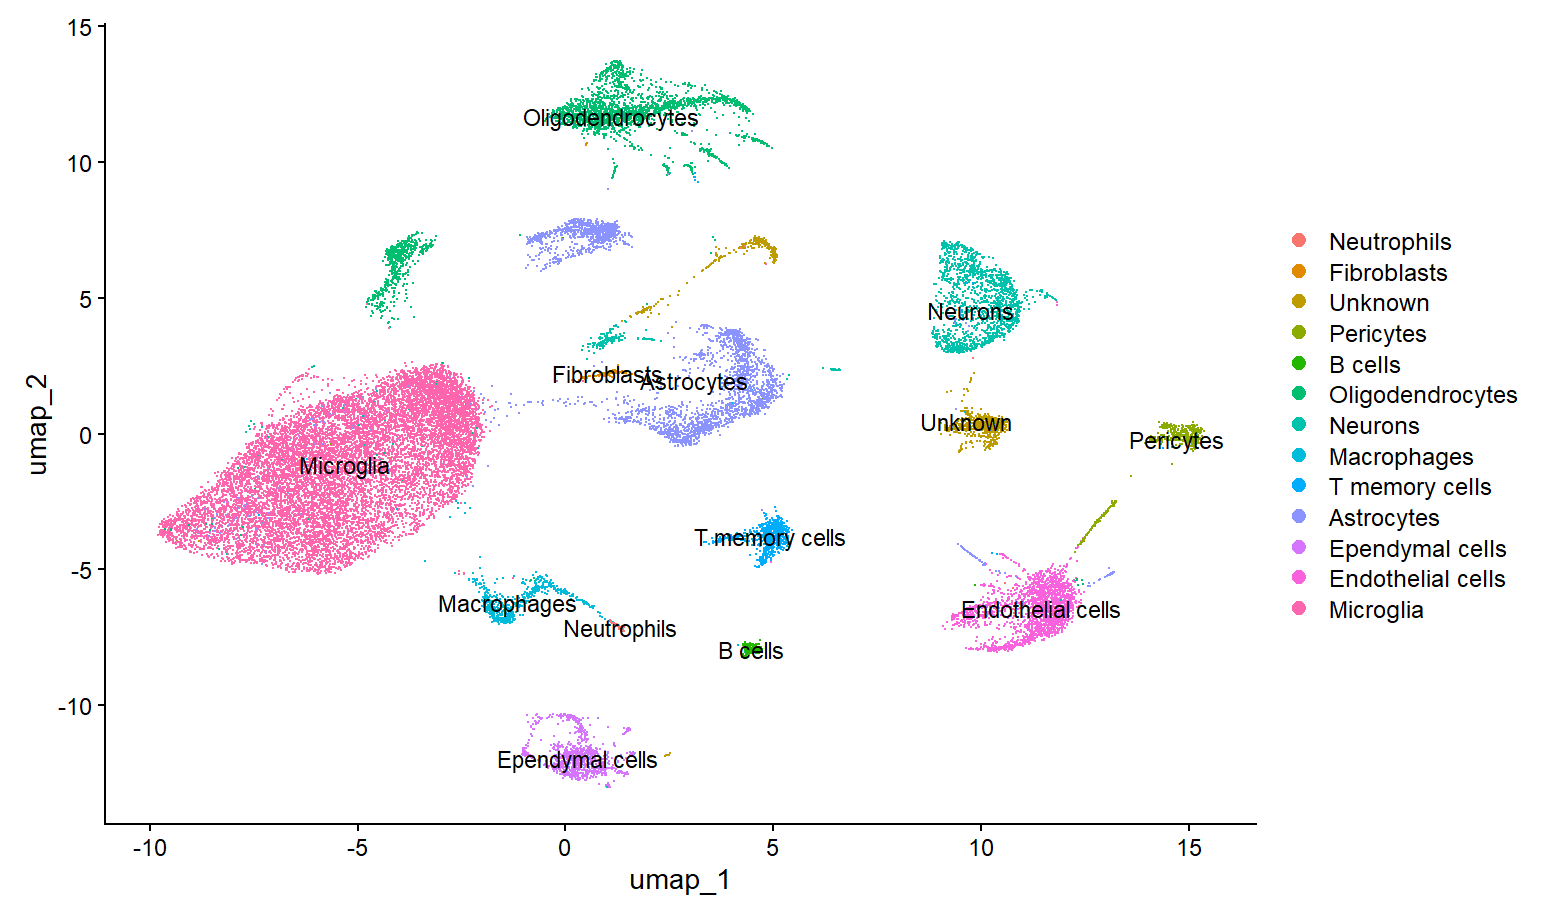 15
10
5
0
-5
-10
umap_2
Oligodendrocytes
Neurons
Fibroblasts
Astrocytes
Unknown
Pericytes
Microglia
T memory cells
Macrophages
Endothelial cells
Neutrophils
B cells
Ependymal cells
-10
-5
0
5
10
15
umap_1
Neutrophils
Fibroblasts
Unknown
Pericytes
B cells
Oligodendrocytes
Neurons
Macrophages
T memory cells
Astrocytes
Ependymal cells
Endothelial cells
Microglia